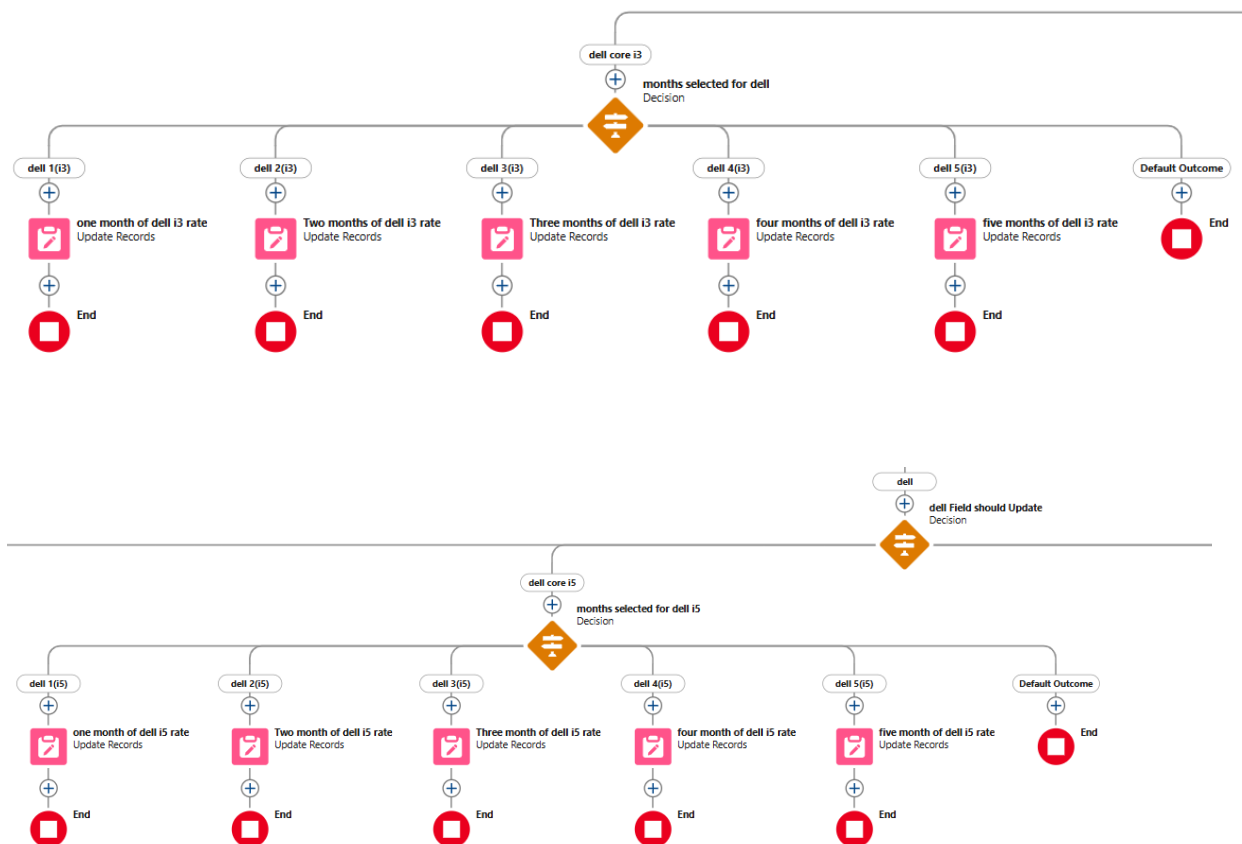 dell core i3
months selected for dell
Decision
dell 1(i3)
dell 2(i3)
dell 3(i3)
dell 4(i3)
dell 5(i3)
Default Outcome
one month of dell i3 rate
Update Records
Two months of dell i3 rate
Update Records
Three months of dell i3 rate
Update Records
four months of dell i3 rate
Update Records
five months of dell i3 rate
Update Records
End
End
End
End
End
End
dell
dell Field should Update
Decision
dell core i5
months selected for dell i5
Decision
dell 1(i5)
dell 2(i5)
dell 3(i5)
dell 4(i5)
dell 5(i5)
Default Outcome
one month of dell i5 rate
Update Records
Two month of dell i5 rate
Update Records
Three month of dell i5 rate
Update Records
four month of dell i5 rate
Update Records
five month of dell i5 rate
Update Records
End
End
End
End
End
End